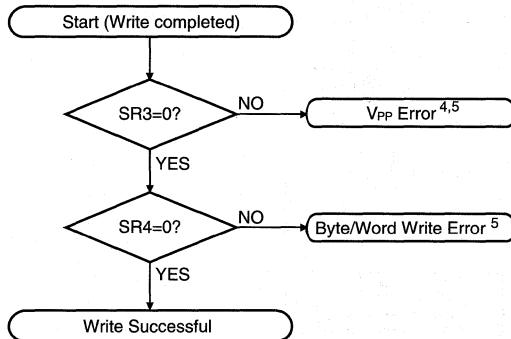 Start (Write completed)
SR3=0?
NO
VPP Error 4,5
YES
SR4=0?
NO
Byte/Word Write Error 5
YES
Write Successful